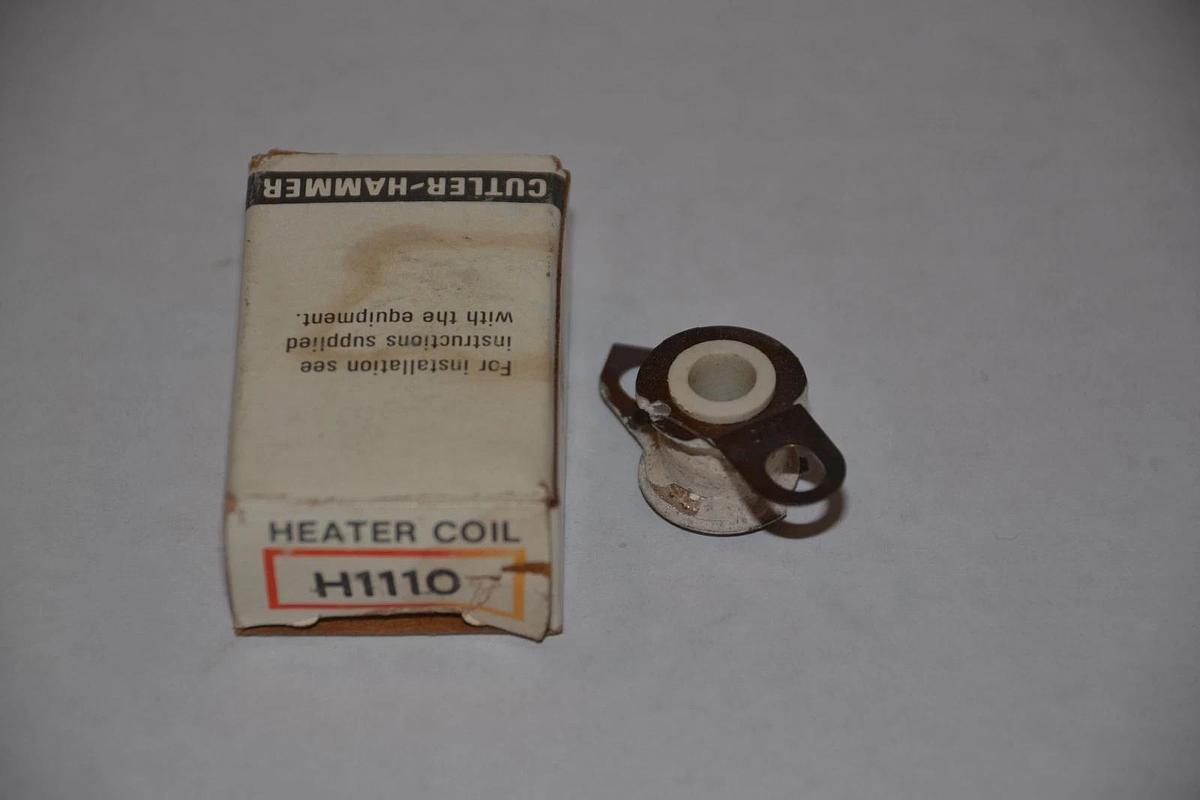 CUTLER-HAMMER
For installation see
instructions supplied
with the equipment.
HEATER COIL
H1110